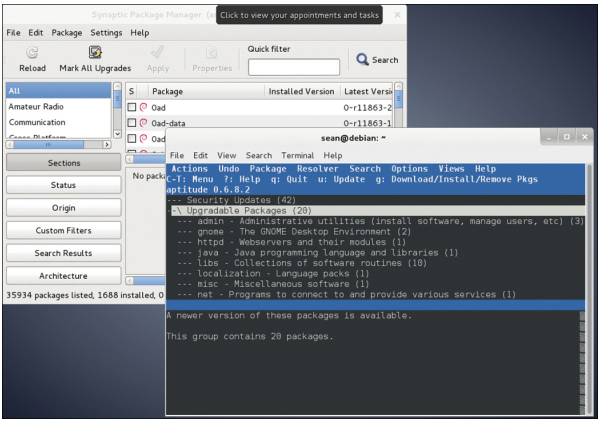 Synaptic Package Manager
Click to view your appointments and tasks
File Edit Package Settings Help
Reload Mark All Upgrades Apply Properties
Quick filter
Search
All
Amateur Radio
Communication
Cross Platform
Sections
Status
Origin
Custom Filters
Search Results
Architecture
S Package Installed Version Latest Versi
0ad 0~r11863-2
0ad-data 0~r11863-1
0ad
No packa
35934 packages listed, 1688 installed, 0
sean@debian: ~
File Edit View Search Terminal Help
Actions Undo Package Resolver Search Options Views Help
C-T: Menu ?: Help q: Quit u: Update g: Download/Install/Remove Pkgs
aptitude 0.6.8.2
--- Security Updates (42)
--\ Upgradable Packages (20)
--- admin - Administrative utilities (install software, manage users, etc) (3)
--- gnome - The GNOME Desktop Environment (2)
--- httpd - Webservers and their modules (1)
--- java - Java programming language and libraries (1)
--- libs - Collections of software routines (10)
--- localization - Language packs (1)
--- misc - Miscellaneous software (1)
--- net - Programs to connect to and provide various services (1)
A newer version of these packages is available.
This group contains 20 packages.